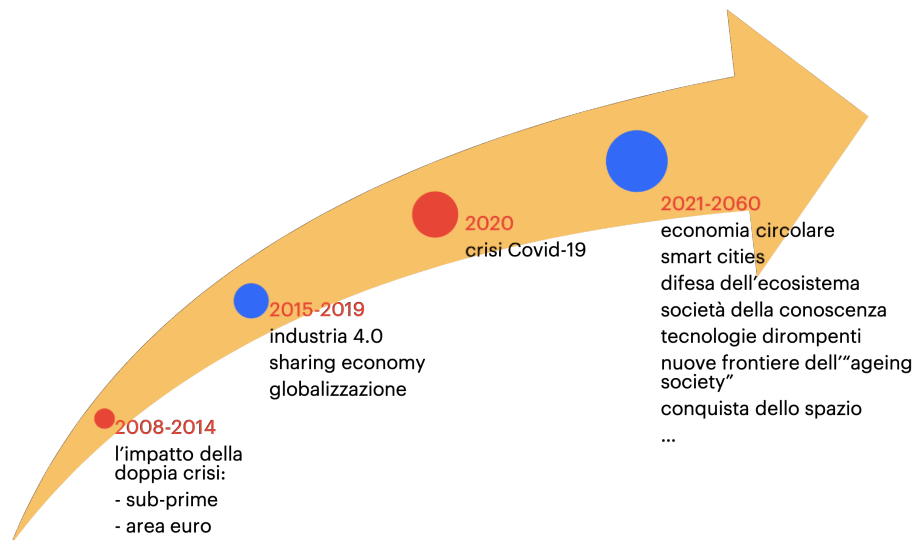 2008-2014
l'impatto della
doppia crisi:
- sub-prime
- area euro
2015-2019
industria 4.0
sharing economy
globalizzazione
2020
crisi Covid-19
2021-2060
economia circolare
smart cities
difesa dell'ecosistema
società della conoscenza
tecnologie dirompenti
nuove frontiere dell'“ageing
society”
conquista dello spazio
...